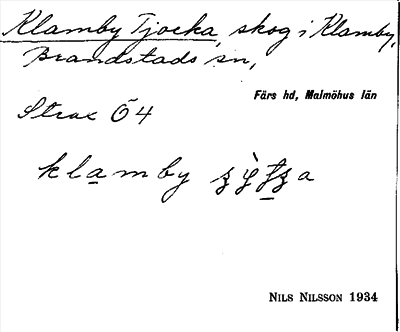 Klamby Tjocka, skog i Klamby,
Brandstads sn,
Färs hd, Malmöhus län
Strax Ö4
klamby
NILS NILSSON 1934